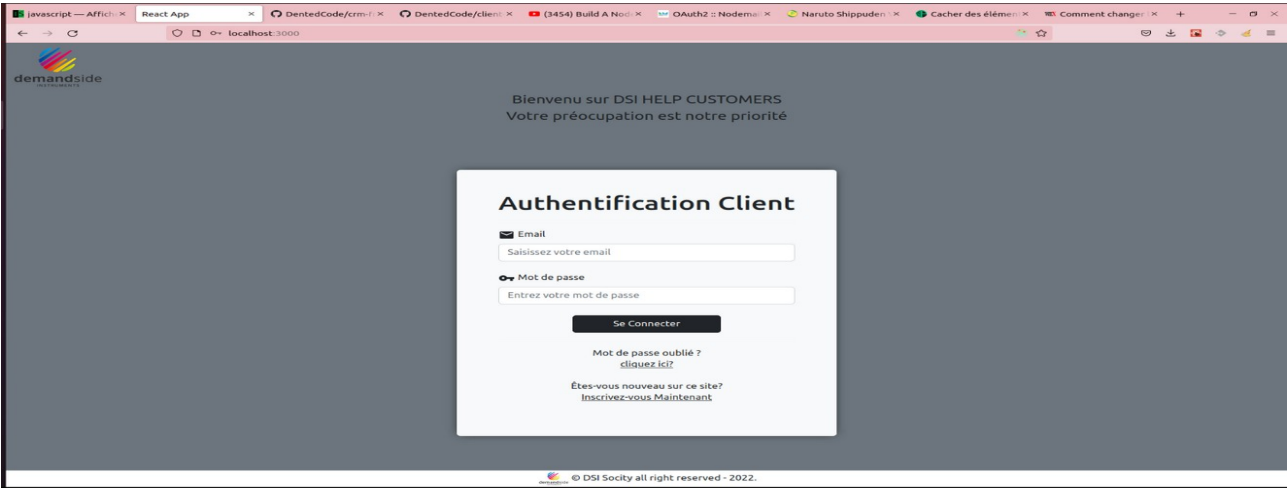 javascript — Affich
React App
DentedCode/crm-f
DentedCode/client
(3454) Build A Nod
OAuth2 :: Nodemai
Naruto Shippuden
Cacher des élémen
Comment changer
localhost:3000
demandside
INSTRUMENTS
Bienvenu sur DSI HELP CUSTOMERS
Votre préocupation est notre priorité
Authentification Client
Email
Saisissez votre email
Mot de passe
Entrez votre mot de passe
Se Connecter
Mot de passe oublié ?
cliquez ici?
Êtes-vous nouveau sur ce site?
Inscrivez-vous Maintenant
demandside © DSI Socity all right reserved - 2022.